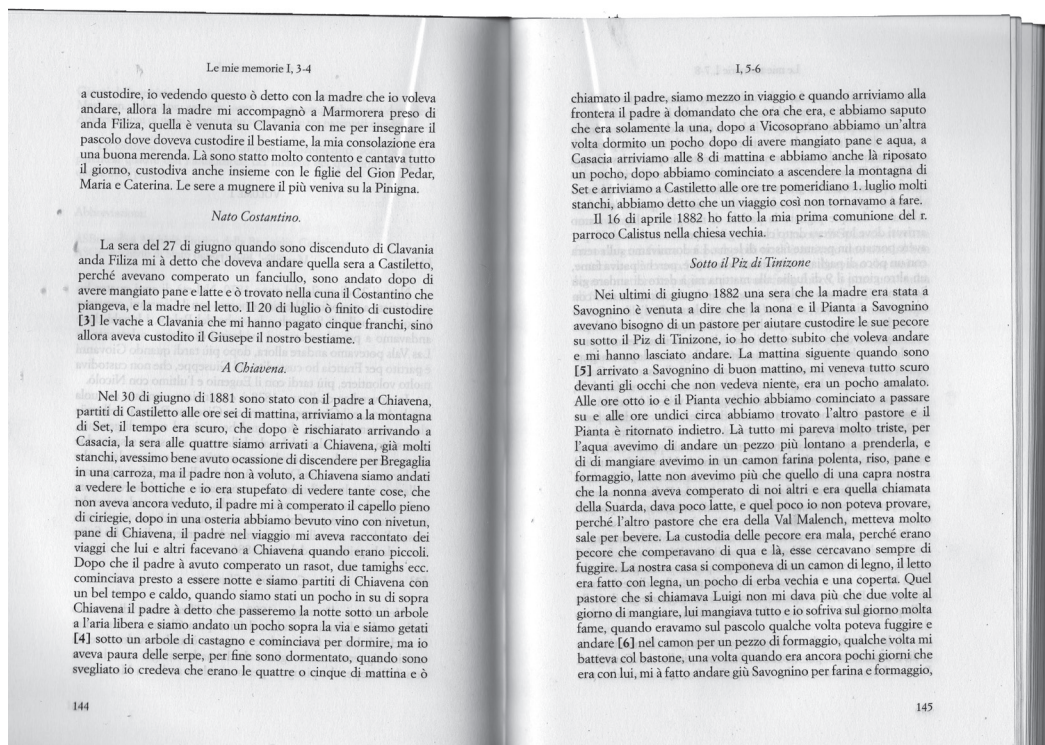 Le mie memorie I, 3-4
a custodire, io vedendo questo ò detto con la madre che io voleva
andare, allora la madre mi accompagnò a Marmorera preso di
anda Filiza, quella è venuta su Clavania con me per insegnare il
pascolo dove doveva custodire il bestiame, la mia consolazione era
una buona merenda. Là sono statto molto contento e cantava tutto
il giorno, custodiva anche insieme con le figlie del Gion Pedar,
Maria e Caterina. Le sere a mugnere il più veniva su la Pinigna.
Nato Costantino.
La sera del 27 di giugno quando sono discenduto di Clavania
anda Filiza mi à detto che doveva andare quella sera a Castiletto,
perché avevano comperato un fanciullo, sono andato dopo di
avere mangiato pane e latte e ò trovato nella cuna il Costantino che
piangeva, e la madre nel letto. Il 20 di luglio ò finito di custodire
[3] le vache a Clavania che mi hanno pagato cinque franchi, sino
allora aveva custodito il Giusepe il nostro bestiame.
A Chiavena.
Nel 30 di giugno di 1881 sono stato con il padre a Chiavena,
partiti di Castiletto alle ore sei di mattina, arriviamo a la montagna
di Set, il tempo era scuro, che dopo è rischiarato arrivando a
Casacia, la sera alle quattre siamo arrivati a Chiavena, già molti
stanchi, avessimo bene avuto ocassione di discendere per Bregaglia
in una carroza, ma il padre non à voluto, a Chiavena siamo andati
a vedere le bottiche e io era stupefato di vedere tante cose, che
non aveva ancora veduto, il padre mi à comperato il capello pieno
di ciriegie, dopo in una osteria abbiamo bevuto vino con nivetun,
pane di Chiavena, il padre nel viaggio mi aveva raccontato dei
viaggi che lui e altri facevano a Chiavena quando erano piccoli.
Dopo che il padre à avuto comperato un rasot, due tamighs ecc.
cominciava presto a essere notte e siamo partiti di Chiavena con
un bel tempo e caldo, quando siamo stati un pocho in su di sopra
Chiavena il padre à detto che passeremo la notte sotto un arbole
a l'aria libera e siamo andato un pocho sopra la via e siamo getati
[4] sotto un arbole di castagno e cominciava per dormire, ma io
aveva paura delle serpe, per fine sono dormentato, quando sono
svegliato io credeva che erano le quattre o cinque di mattina e ò
144
I, 5-6
chiamato il padre, siamo mezzo in viaggio e quando arriviamo alla
frontera il padre à domandato che ora che era, e abbiamo saputo
che era solamente la una, dopo a Vicosoprano abbiamo un'altra
volta dormito un pocho dopo di avere mangiato pane e aqua, a
Casacia arriviamo alle 8 di mattina e abbiamo anche là riposato
un pocho, dopo abbiamo cominciato a ascendere la montagna di
Set e arriviamo a Castiletto alle ore tre pomeridiano 1. luglio molti
stanchi, abbiamo detto che un viaggio così non tornavamo a fare.
Il 16 di aprile 1882 ho fatto la mia prima comunione del r.
parroco Calistus nella chiesa vechia.
Sotto il Piz di Tinizone
Nei ultimi di giugno 1882 una sera che la madre era stata a
Savognino è venuta a dire che la nona e il Pianta a Savognino
avevano bisogno di un pastore per aiutare custodire le sue pecore
su sotto il Piz di Tinizone, io ho detto subito che voleva andare
e mi hanno lasciato andare. La mattina siguente quando sono
[5] arrivato a Savognino di buon mattino, mi veneva tutto scuro
devanti gli occhi che non vedeva niente, era un pocho amalato.
Alle ore otto io e il Pianta vechio abbiamo cominciato a passare
su e alle ore undici circa abbiamo trovato l'altro pastore e il
Pianta è ritornato indietro. Là tutto mi pareva molto triste, per
l'aqua avevimo di andare un pezzo più lontano a prenderla, e
di di mangiare avevimo in un camon farina polenta, riso, pane e
formaggio, latte non avevimo più che quello di una capra nostra
che la nonna aveva comperato di noi altri e era quella chiamata
della Suarda, dava poco latte, e quel poco io non poteva provare,
perché l'altro pastore che era della Val Malench, metteva molto
sale per bevere. La custodia delle pecore era mala, perché erano
pecore che comperavano di qua e là, esse cercavano sempre di
fuggire. La nostra casa si componeva di un camon di legno, il letto
era fatto con legna, un pocho di erba vechia e una coperta. Quel
pastore che si chiamava Luigi non mi dava più che due volte al
giorno di mangiare, lui mangiava tutto e io sofriva sul giorno molta
fame, quando eravamo sul pascolo qualche volta poteva fuggire e
andare [6] nel camon per un pezzo di formaggio, qualche volta mi
batteva col bastone, una volta quando era ancora pochi giorni che
era con lui, mi à fatto andare giù Savognino per farina e formaggio,
145